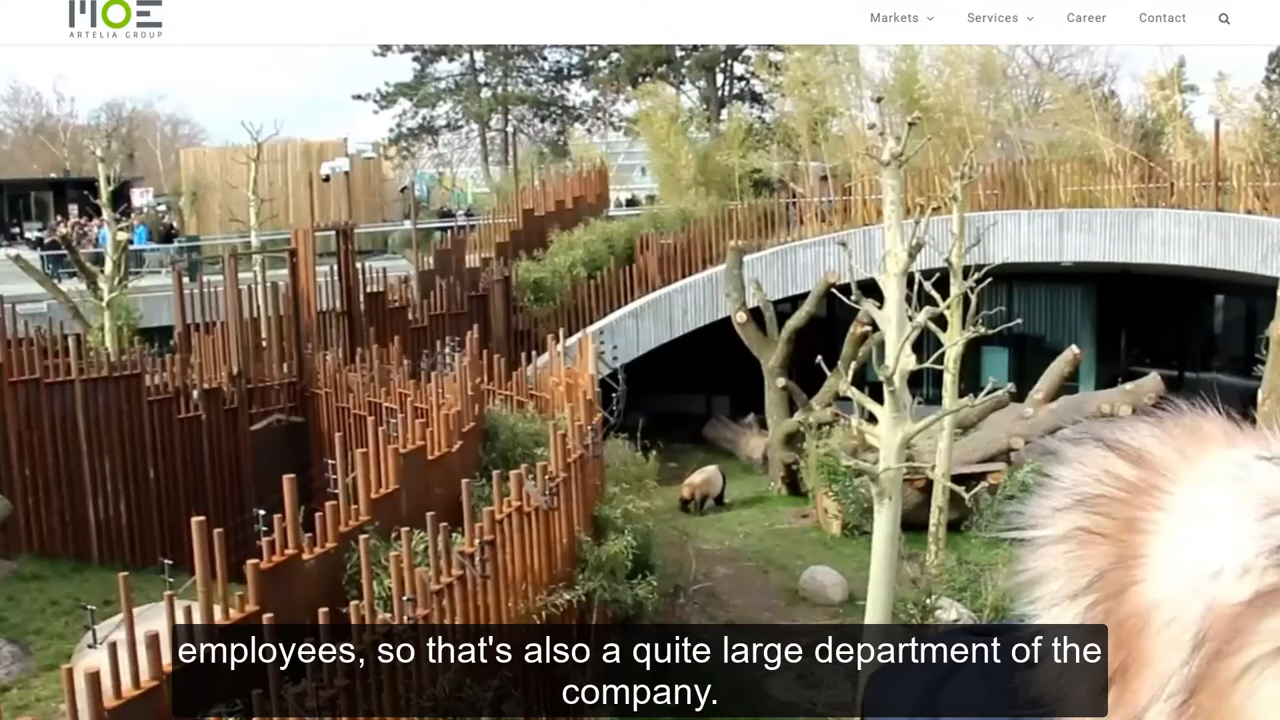 MOE
ARTELIA GROUP
Markets
Services
Career
Contact
employees, so that's also a quite large department of the
company.